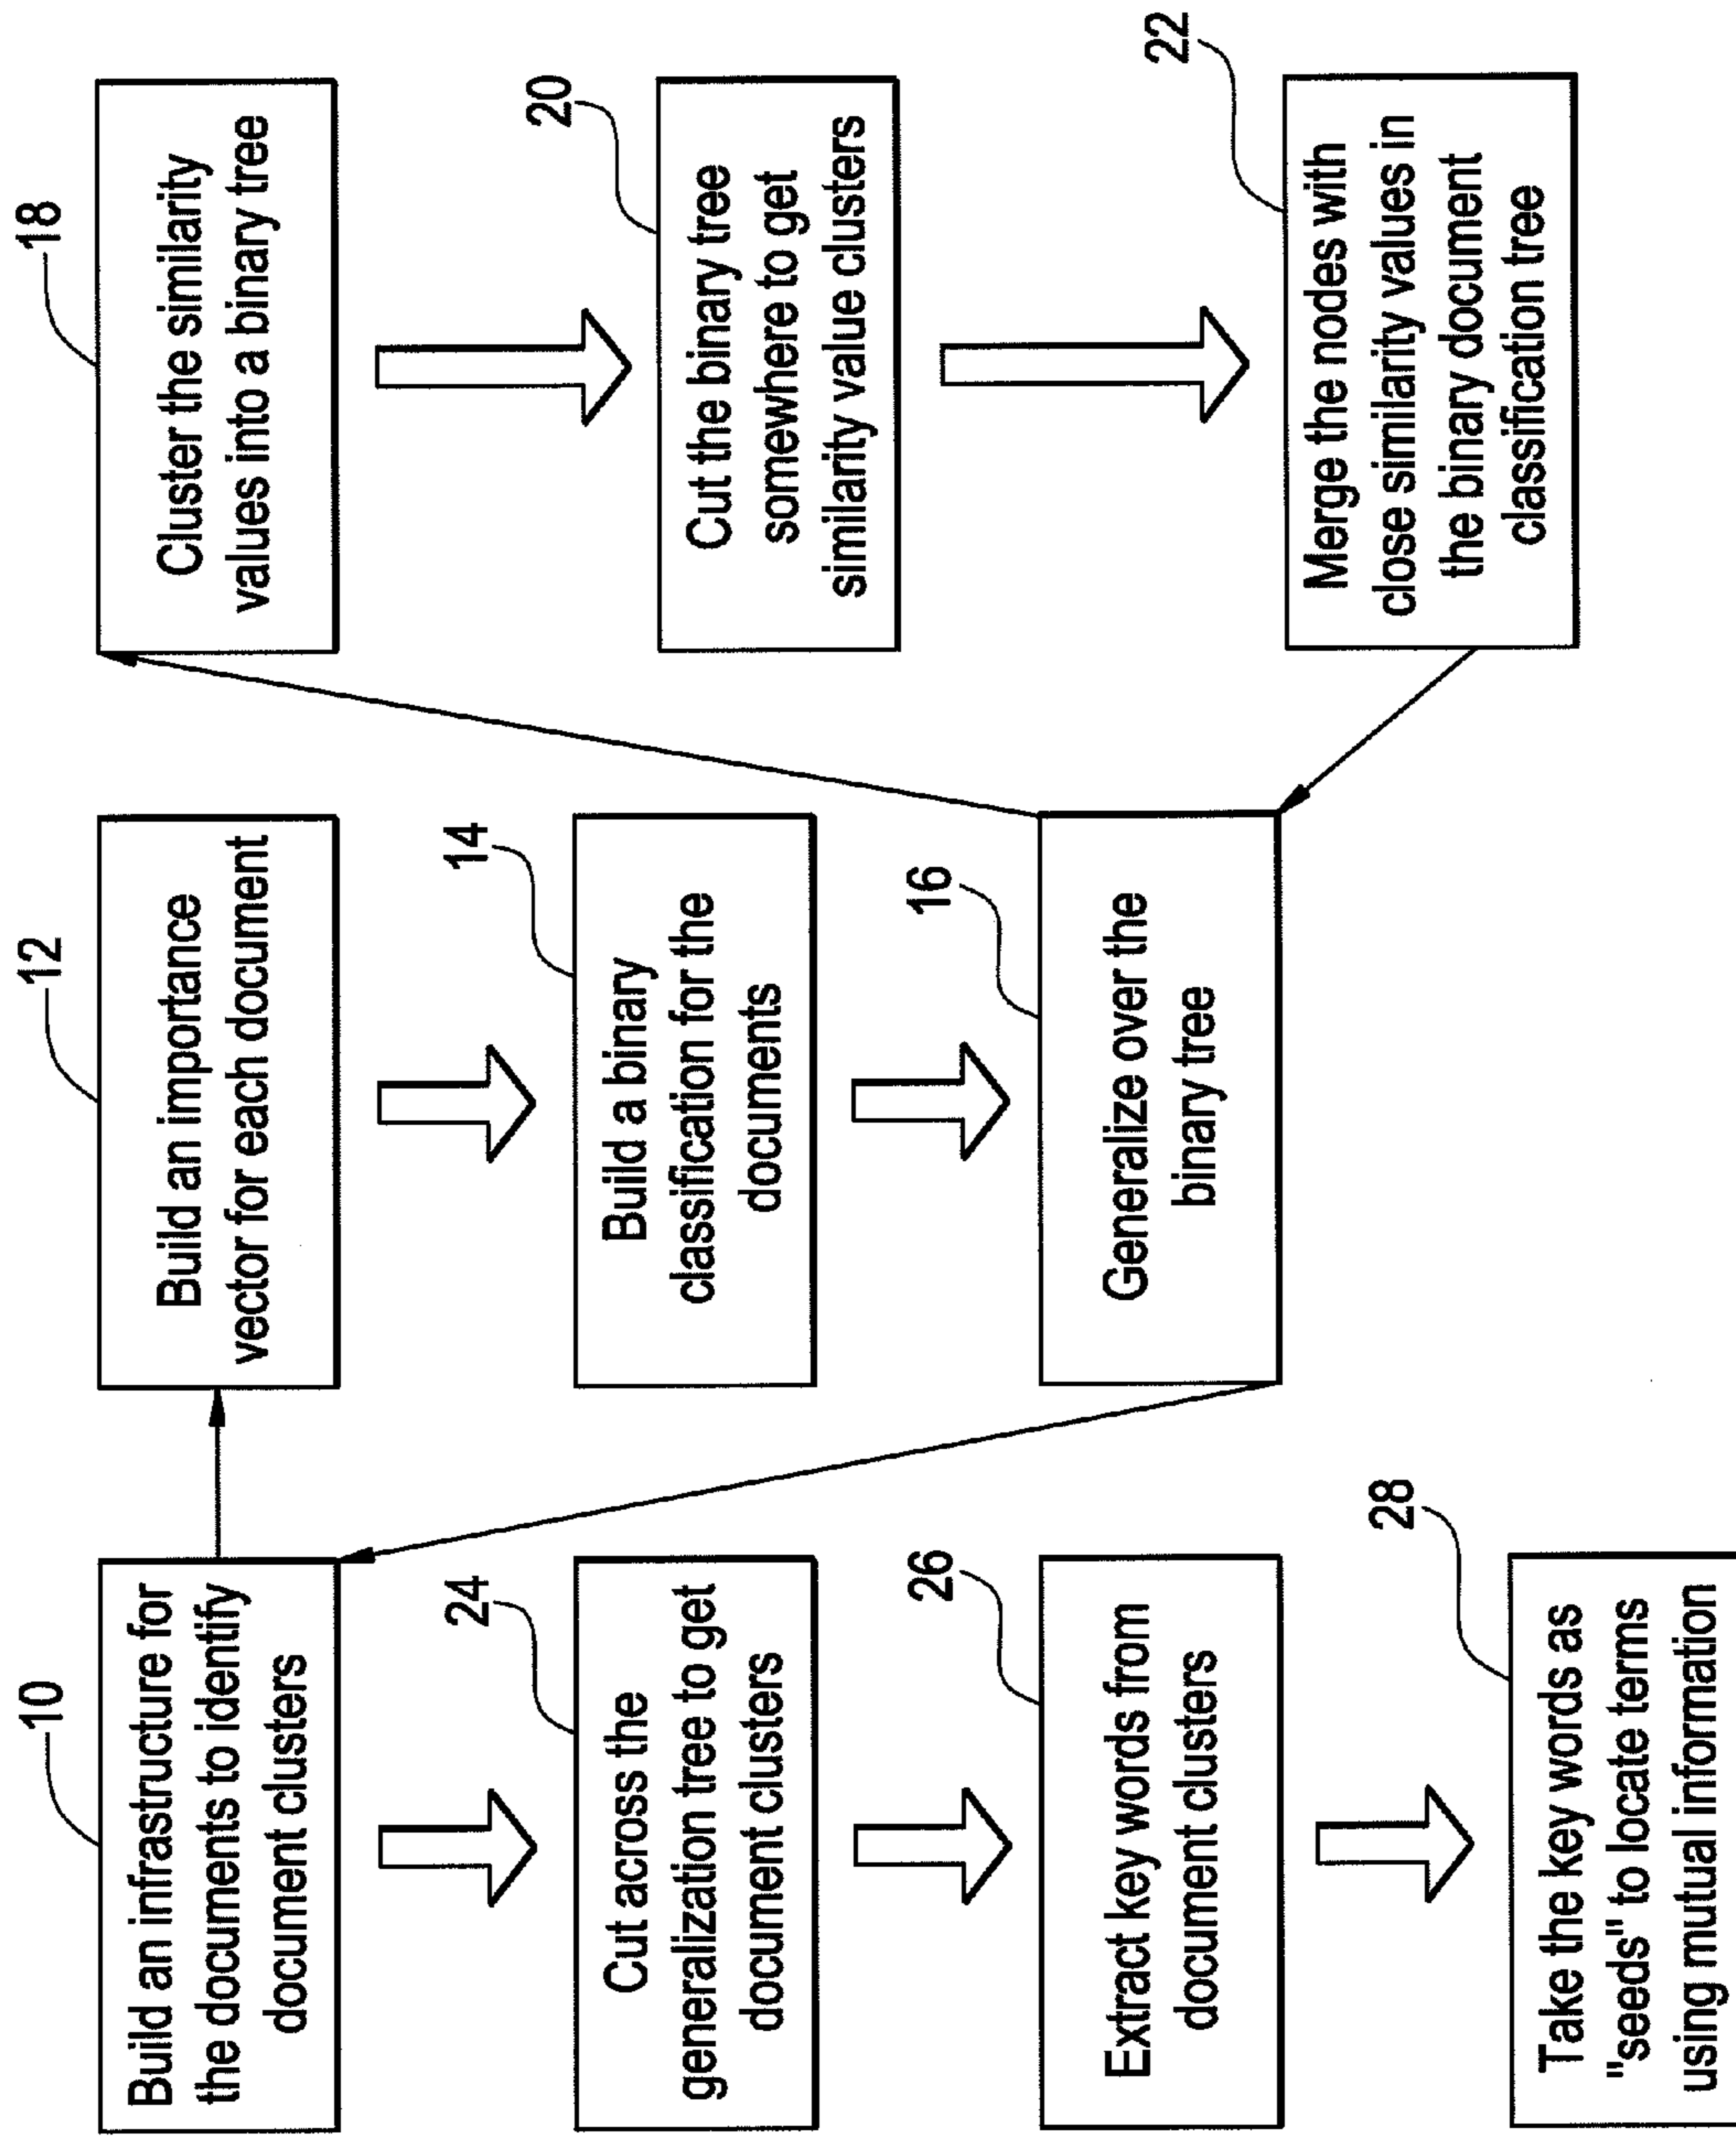 10
Build an infrastructure for
the documents to identify
document clusters
24
Cut across the
generalization tree to get
document clusters
26
Extract key words from
document clusters
28
Take the key words as
"seeds" to locate terms
using mutual information
12
Build an importance
vector for each document
14
Build a binary
classification for the
documents
16
Generalize over the
binary tree
18
Cluster the similarity
values into a binary tree
20
Cut the binary tree
somewhere to get
similarity value clusters
22
Merge the nodes with
close similarity values in
the binary document
classification tree